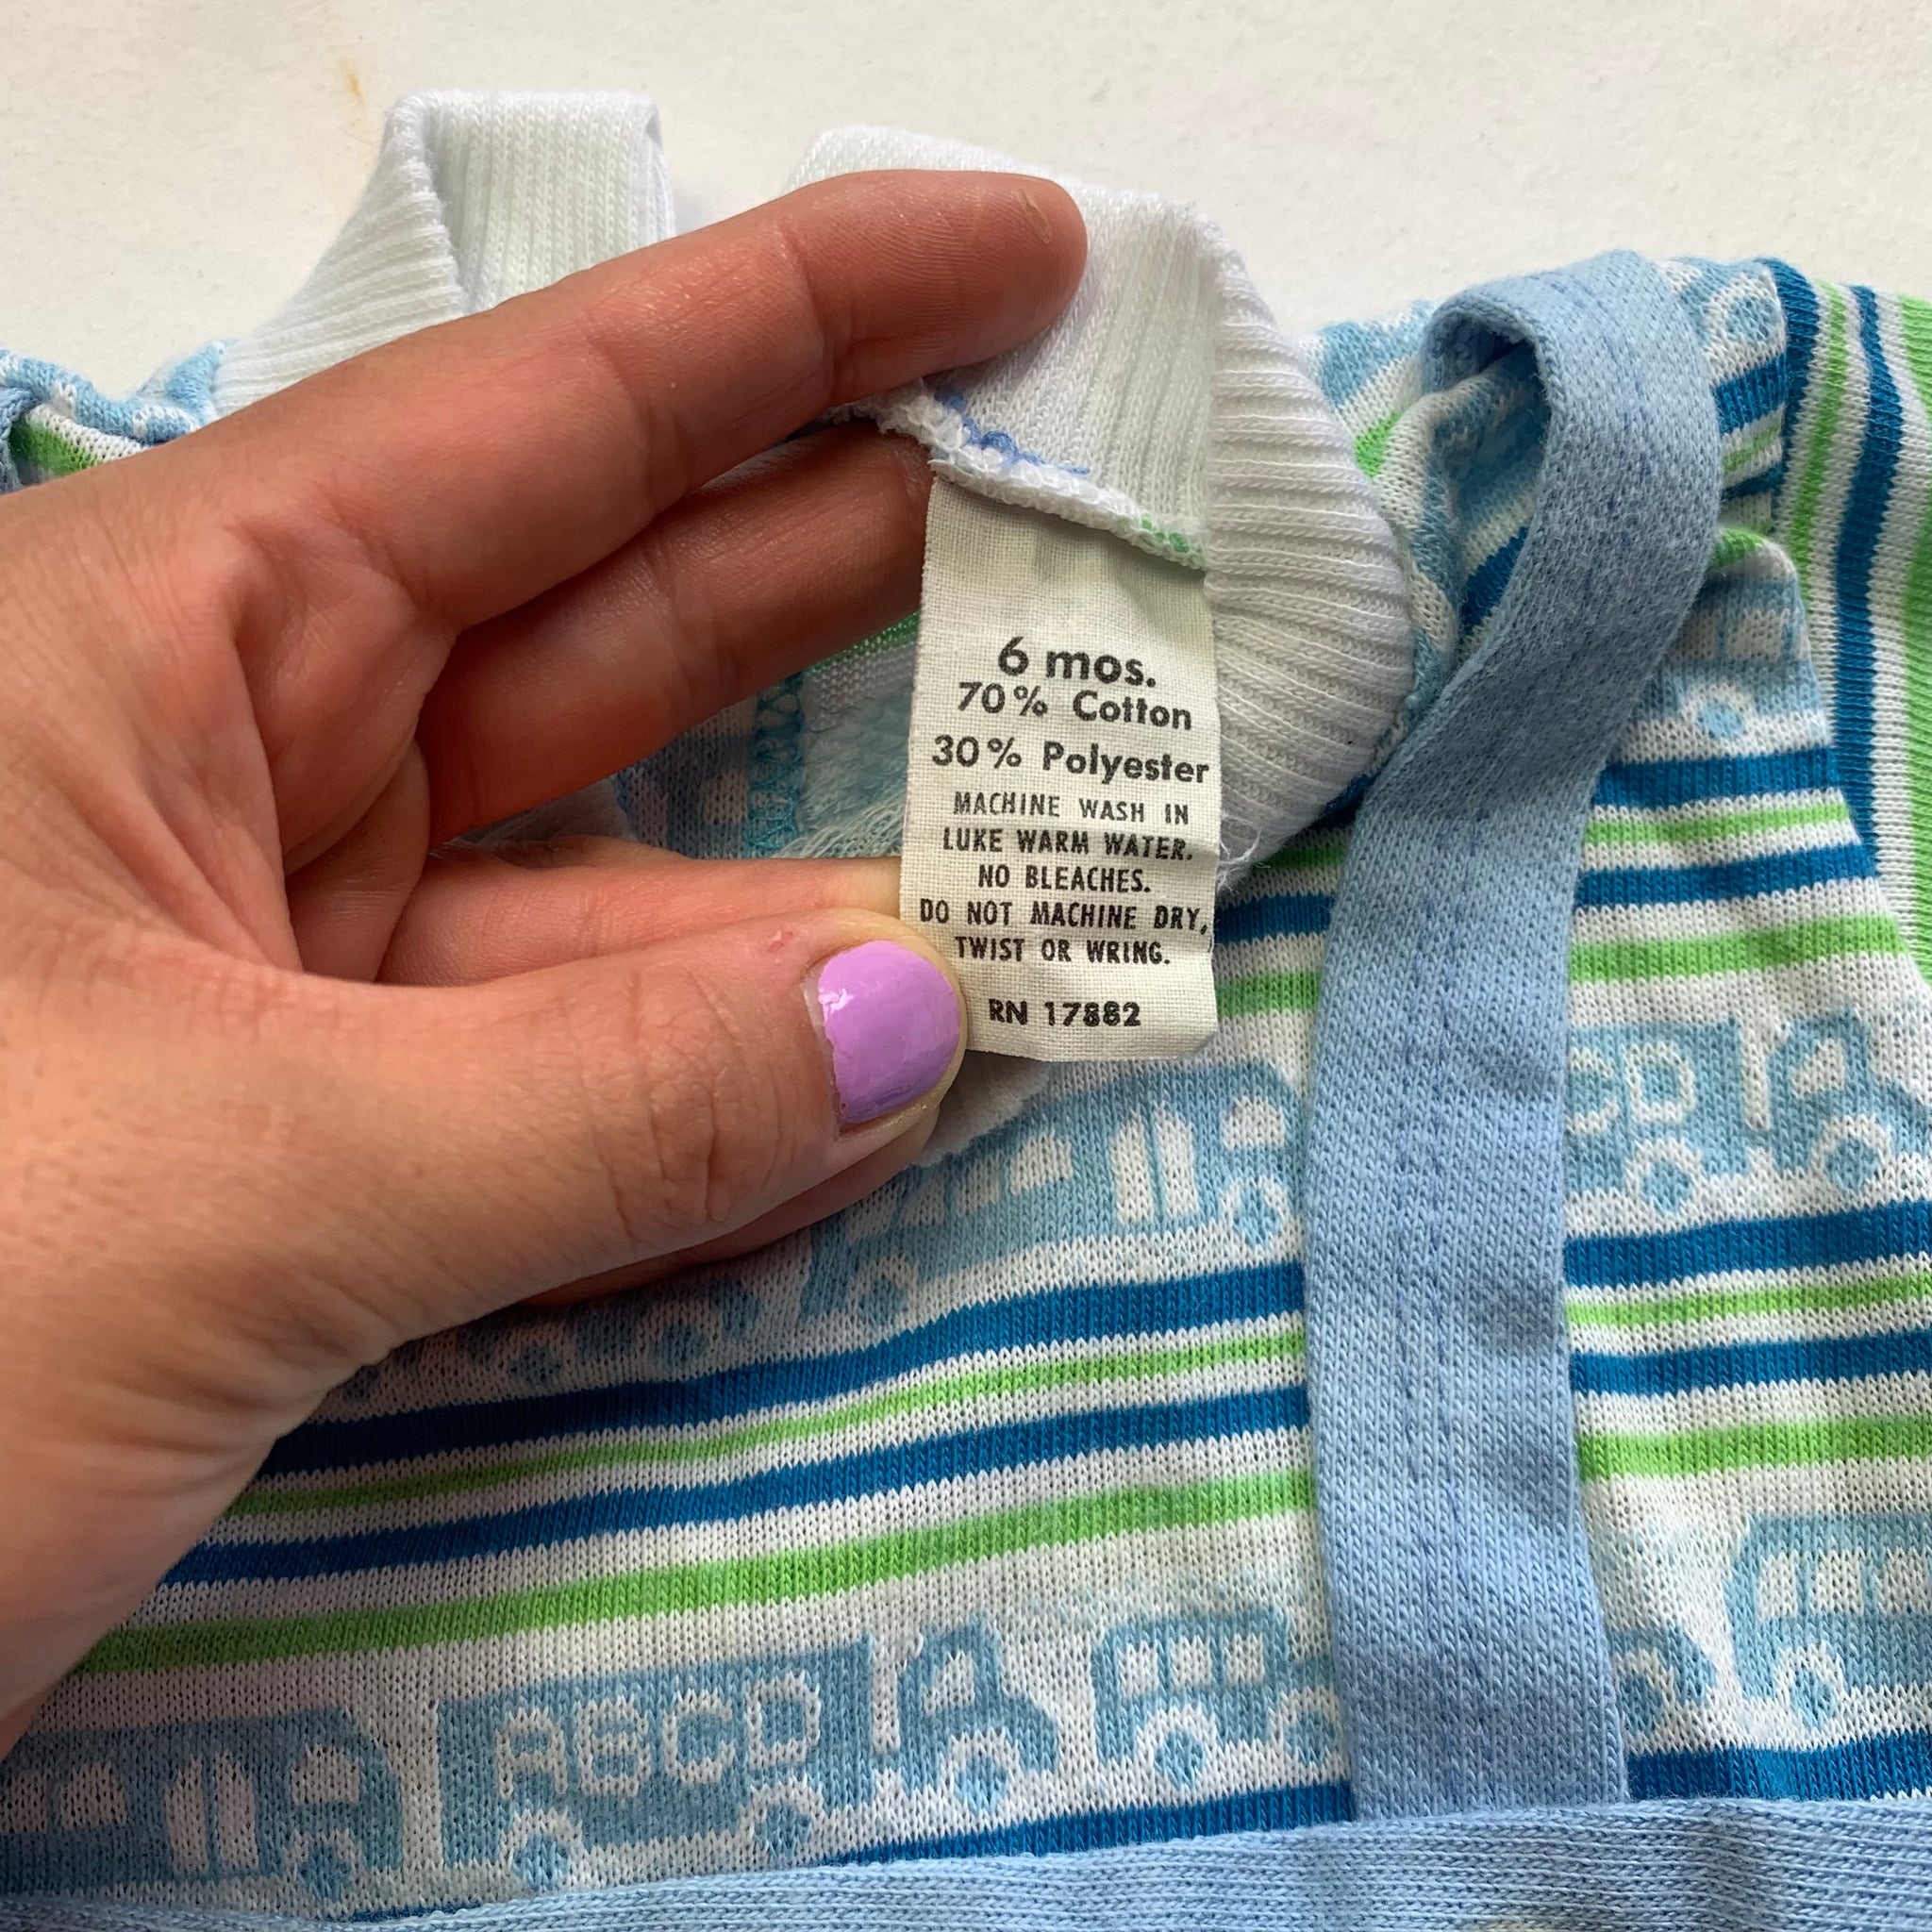 6 mos.
70% Cotton
30% Polyester
MACHINE WASH IN
LUKE WARM WATER.
NO BLEACHES.
DO NOT MACHINE DRY,
TWIST OR WRING.
RN 17882
CD
ABCD